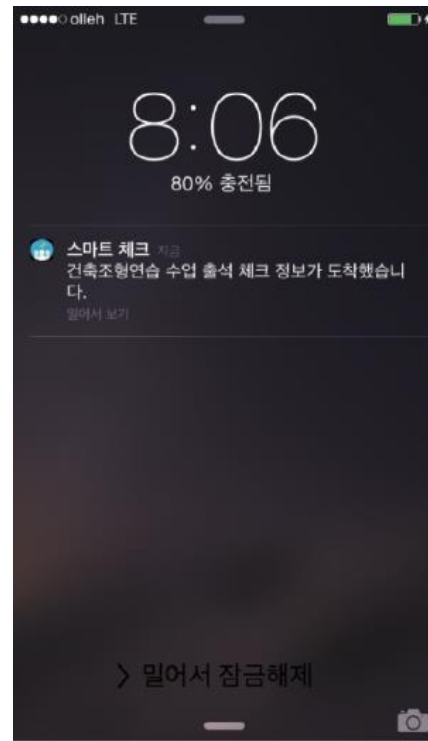 olleh LTE
8:06
80% 충전됨
스마트 체크 지금
건축조형연습 수업 출석 체크 정보가 도착했습니
다.
밀어서 보기
> 밀어서 잠금해제